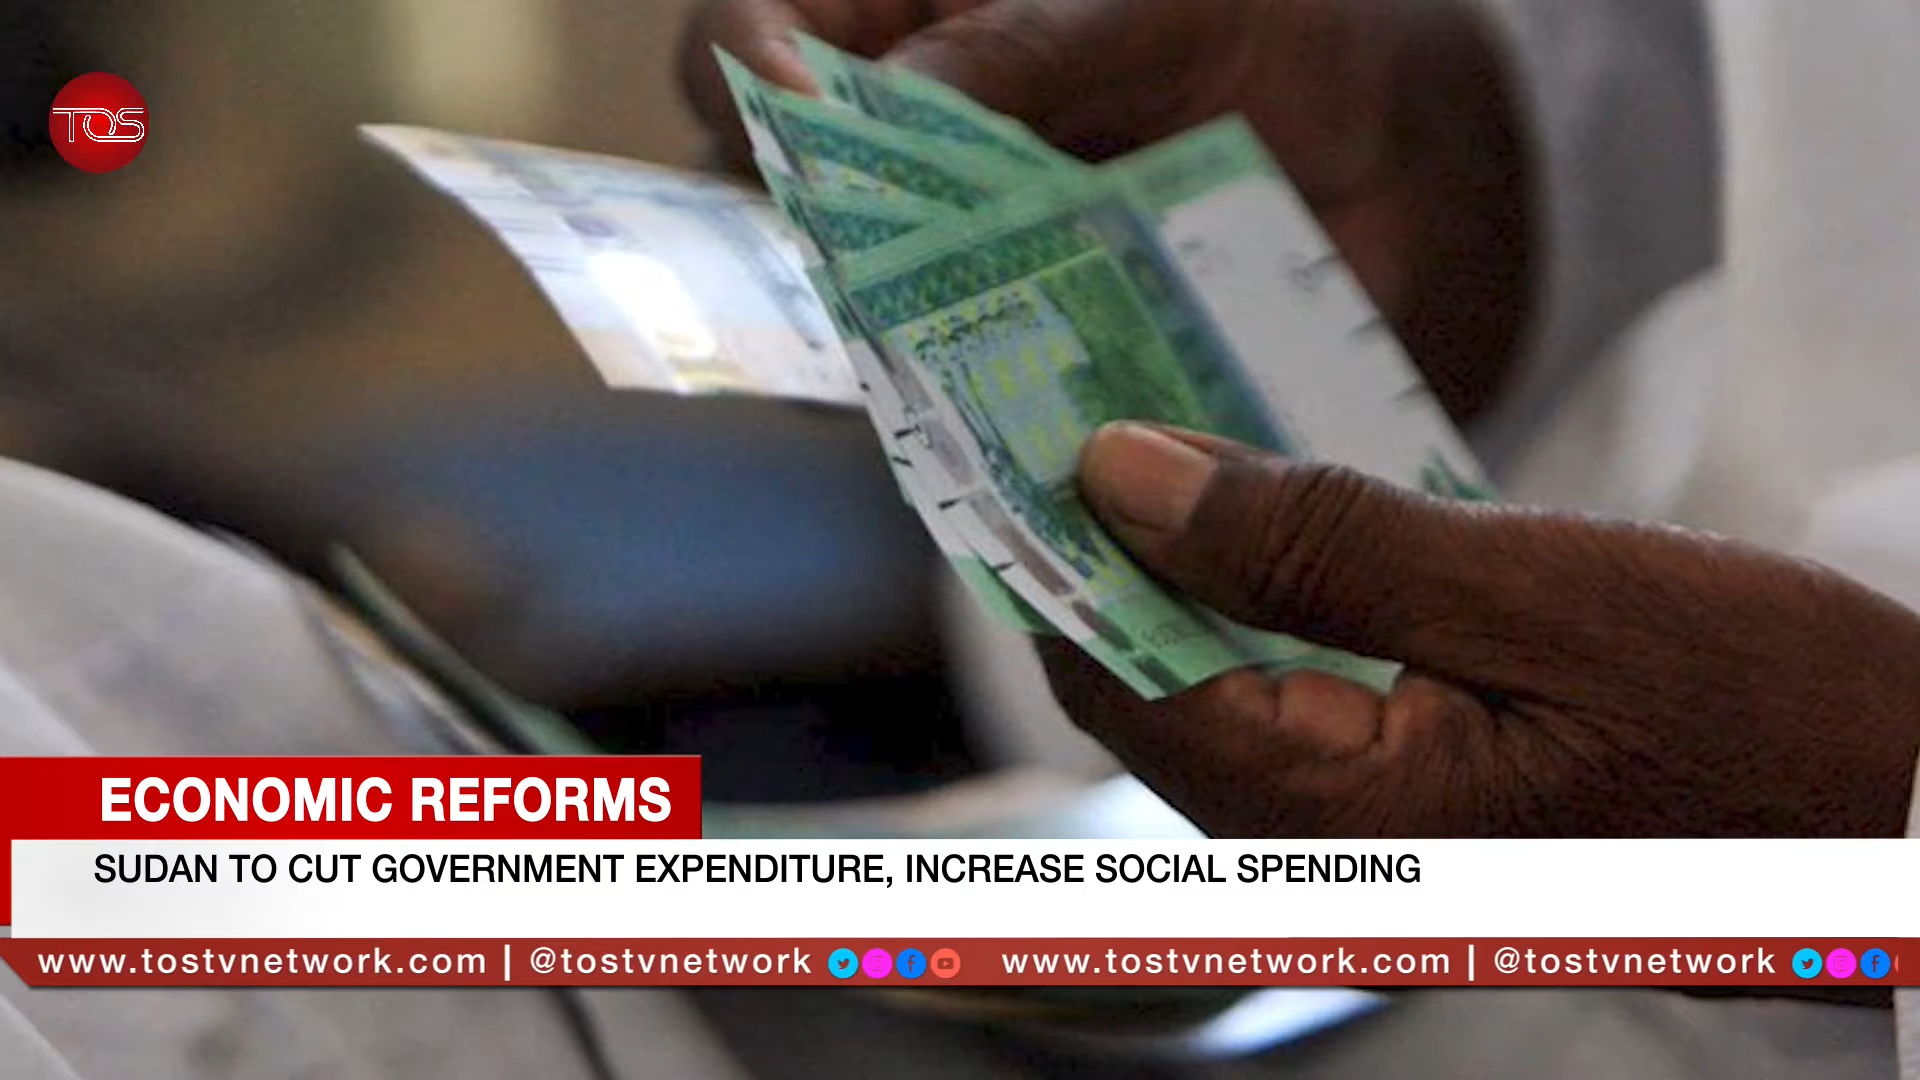 TOS
ECONOMIC REFORMS
SUDAN TO CUT GOVERNMENT EXPENDITURE, INCREASE SOCIAL SPENDING
www.tostvnetwork.com | @tostvnetwork www.tostvnetwork.com | @tostvnetwork